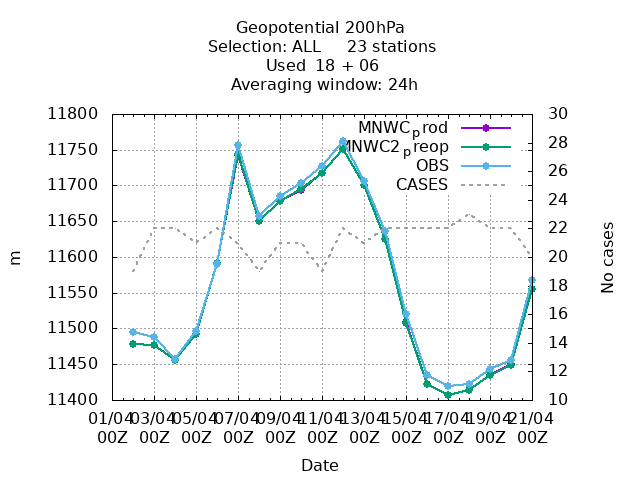 Geopotential 200hPa
Selection: ALL 23 stations
Used 18 + 06
Averaging window: 24h
11800
11750
11700
11650
11600
11550
11500
11450
11400
m
30
28
26
24
22
20
18
16
14
12
10
No cases
MNWCprod
MNWC2preop
OBS
CASES
01/04 03/04 05/04 07/04 09/04 11/04 13/04 15/04 17/04 19/04 21/04
00Z 00Z 00Z 00Z 00Z 00Z 00Z 00Z 00Z 00Z 00Z
Date